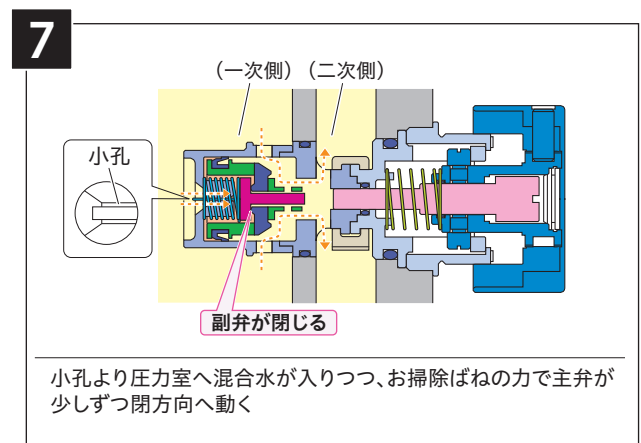 7
（一次側）（二次側）
小孔
副弁が閉じる
小孔より圧力室へ混合水が入りつつ、お掃除ばねの力で主弁が
少しずつ閉方向へ動く